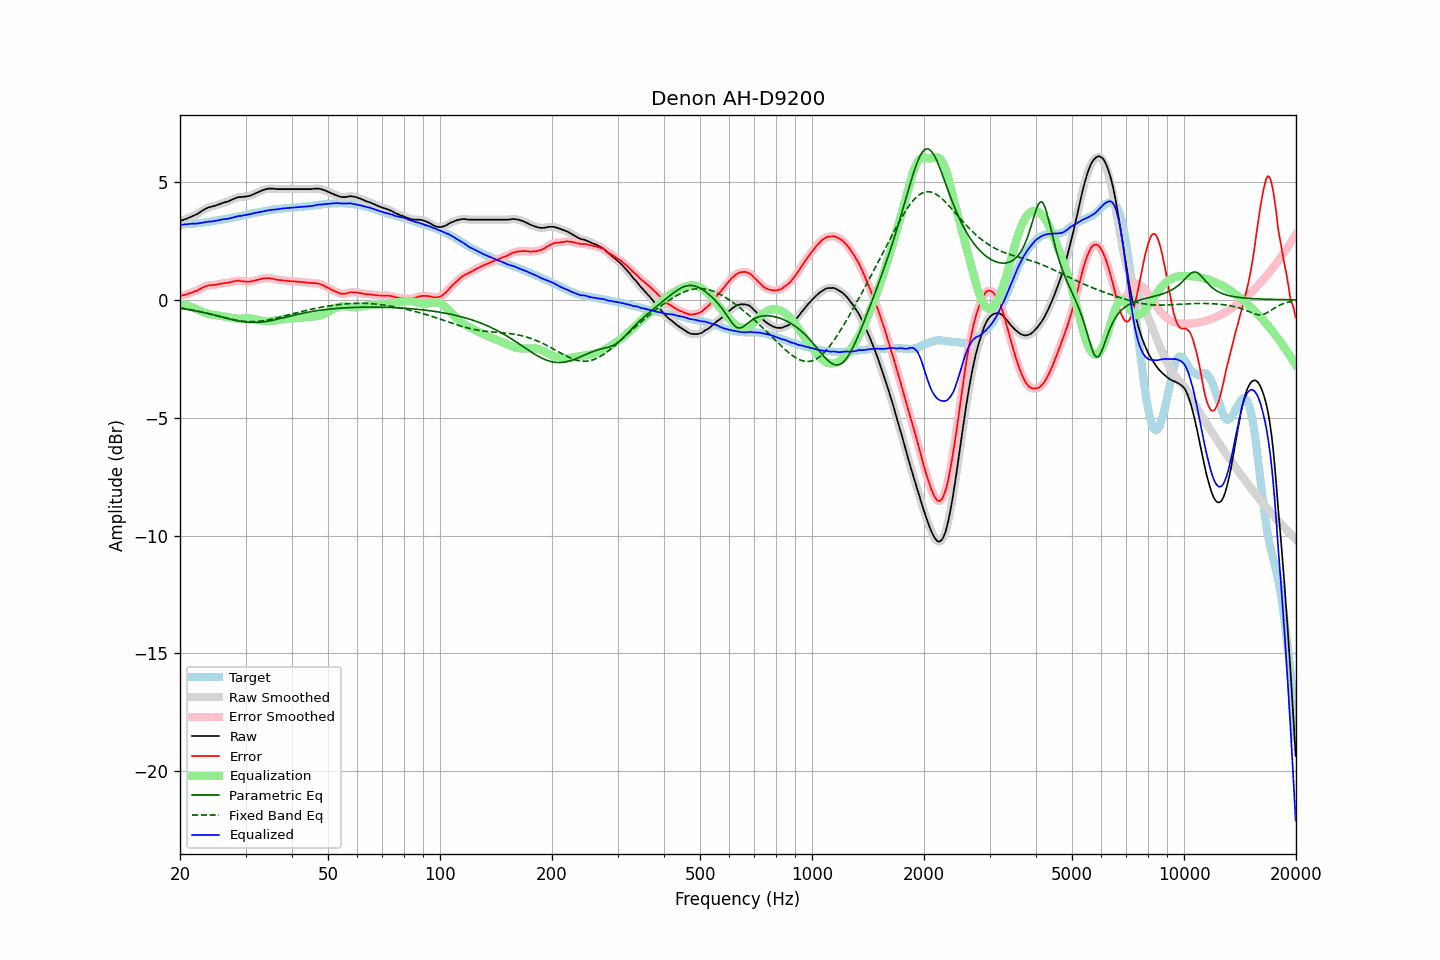 Denon AH-D9200
Amplitude (dBr)
5
0
−5
−10
−15
−20
Target
Raw Smoothed
Error Smoothed
Raw
Error
Equalization
Parametric Eq
Fixed Band Eq
Equalized
20 50 100 200 500 1000 2000 5000 10000 20000
Frequency (Hz)